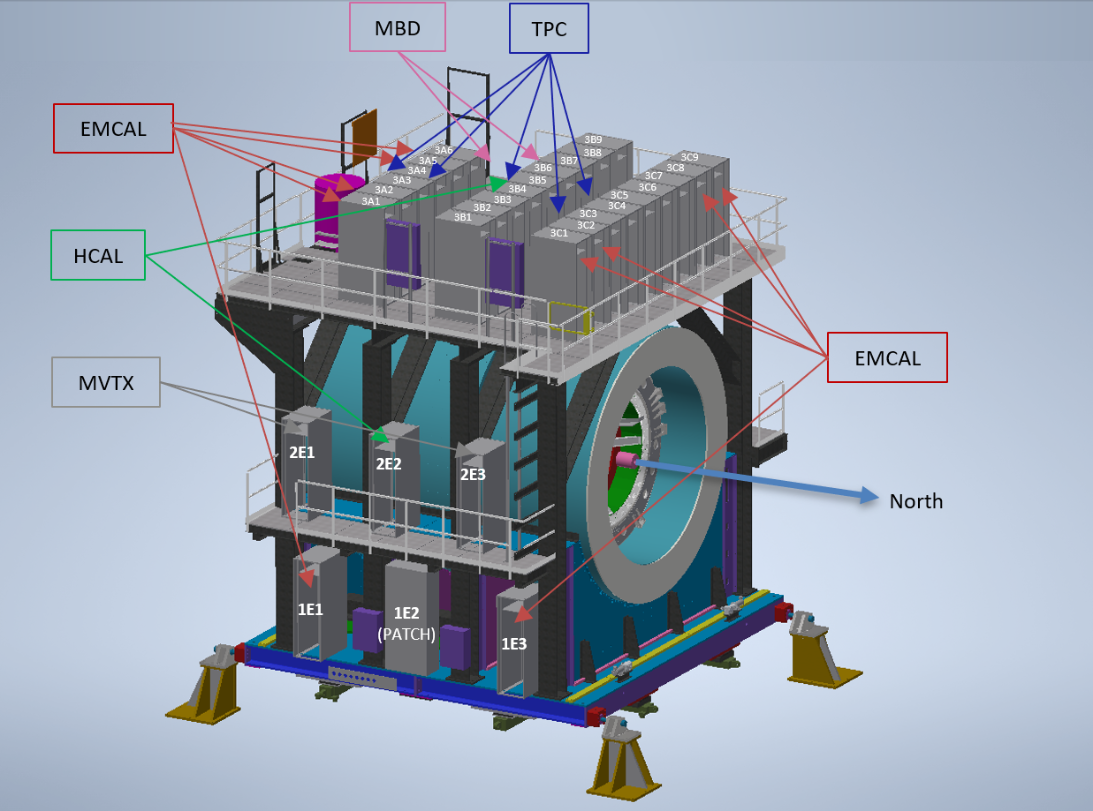 MBD
TPC
EMCAL
HCAL
MVTX
EMCAL
North
3A6
3A5
3A4
3A3
3A2
3A1
3B9
3B8
3B7
3B6
3B5
3B4
3B3
3B2
3B1
3C9
3C8
3C7
3C6
3C5
3C4
3C3
3C2
3C1
2E1
2E2
2E3
1E1
1E2
(PATCH)
1E3